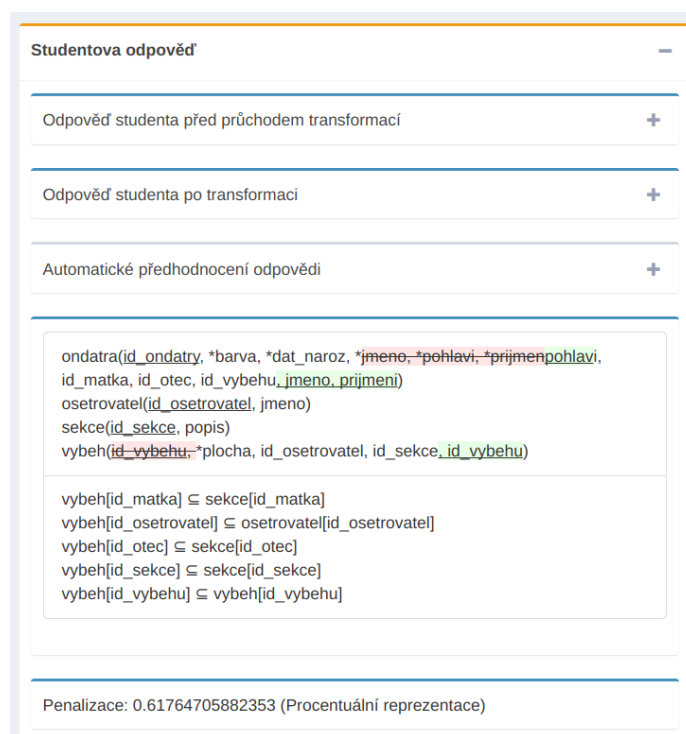 Studentova odpověď
Odpověď studenta před průchodem transformací
Odpověď studenta po transformaci
Automatické předhodnocení odpovědi
ondatra(id_ondatry, *barva, *dat_naroz, *jmeno, *pohlavi, *prijmenpohlavi,
id_matka, id_otec, id_vybehu, jmeno, prijmeni)
osetrovatel(id_osetrovatel, jmeno)
sekce(id_sekce, popis)
vybeh(id_vybehu, *plocha, id_osetrovatel, id_sekce, id_vybehu)
vybeh[id_matka] ⊆ sekce[id_matka]
vybeh[id_osetrovatel] ⊆ osetrovatel[id_osetrovatel]
vybeh[id_otec] ⊆ sekce[id_otec]
vybeh[id_sekce] ⊆ sekce[id_sekce]
vybeh[id_vybehu] ⊆ vybeh[id_vybehu]
Penalizace: 0.61764705882353 (Procentuální reprezentace)